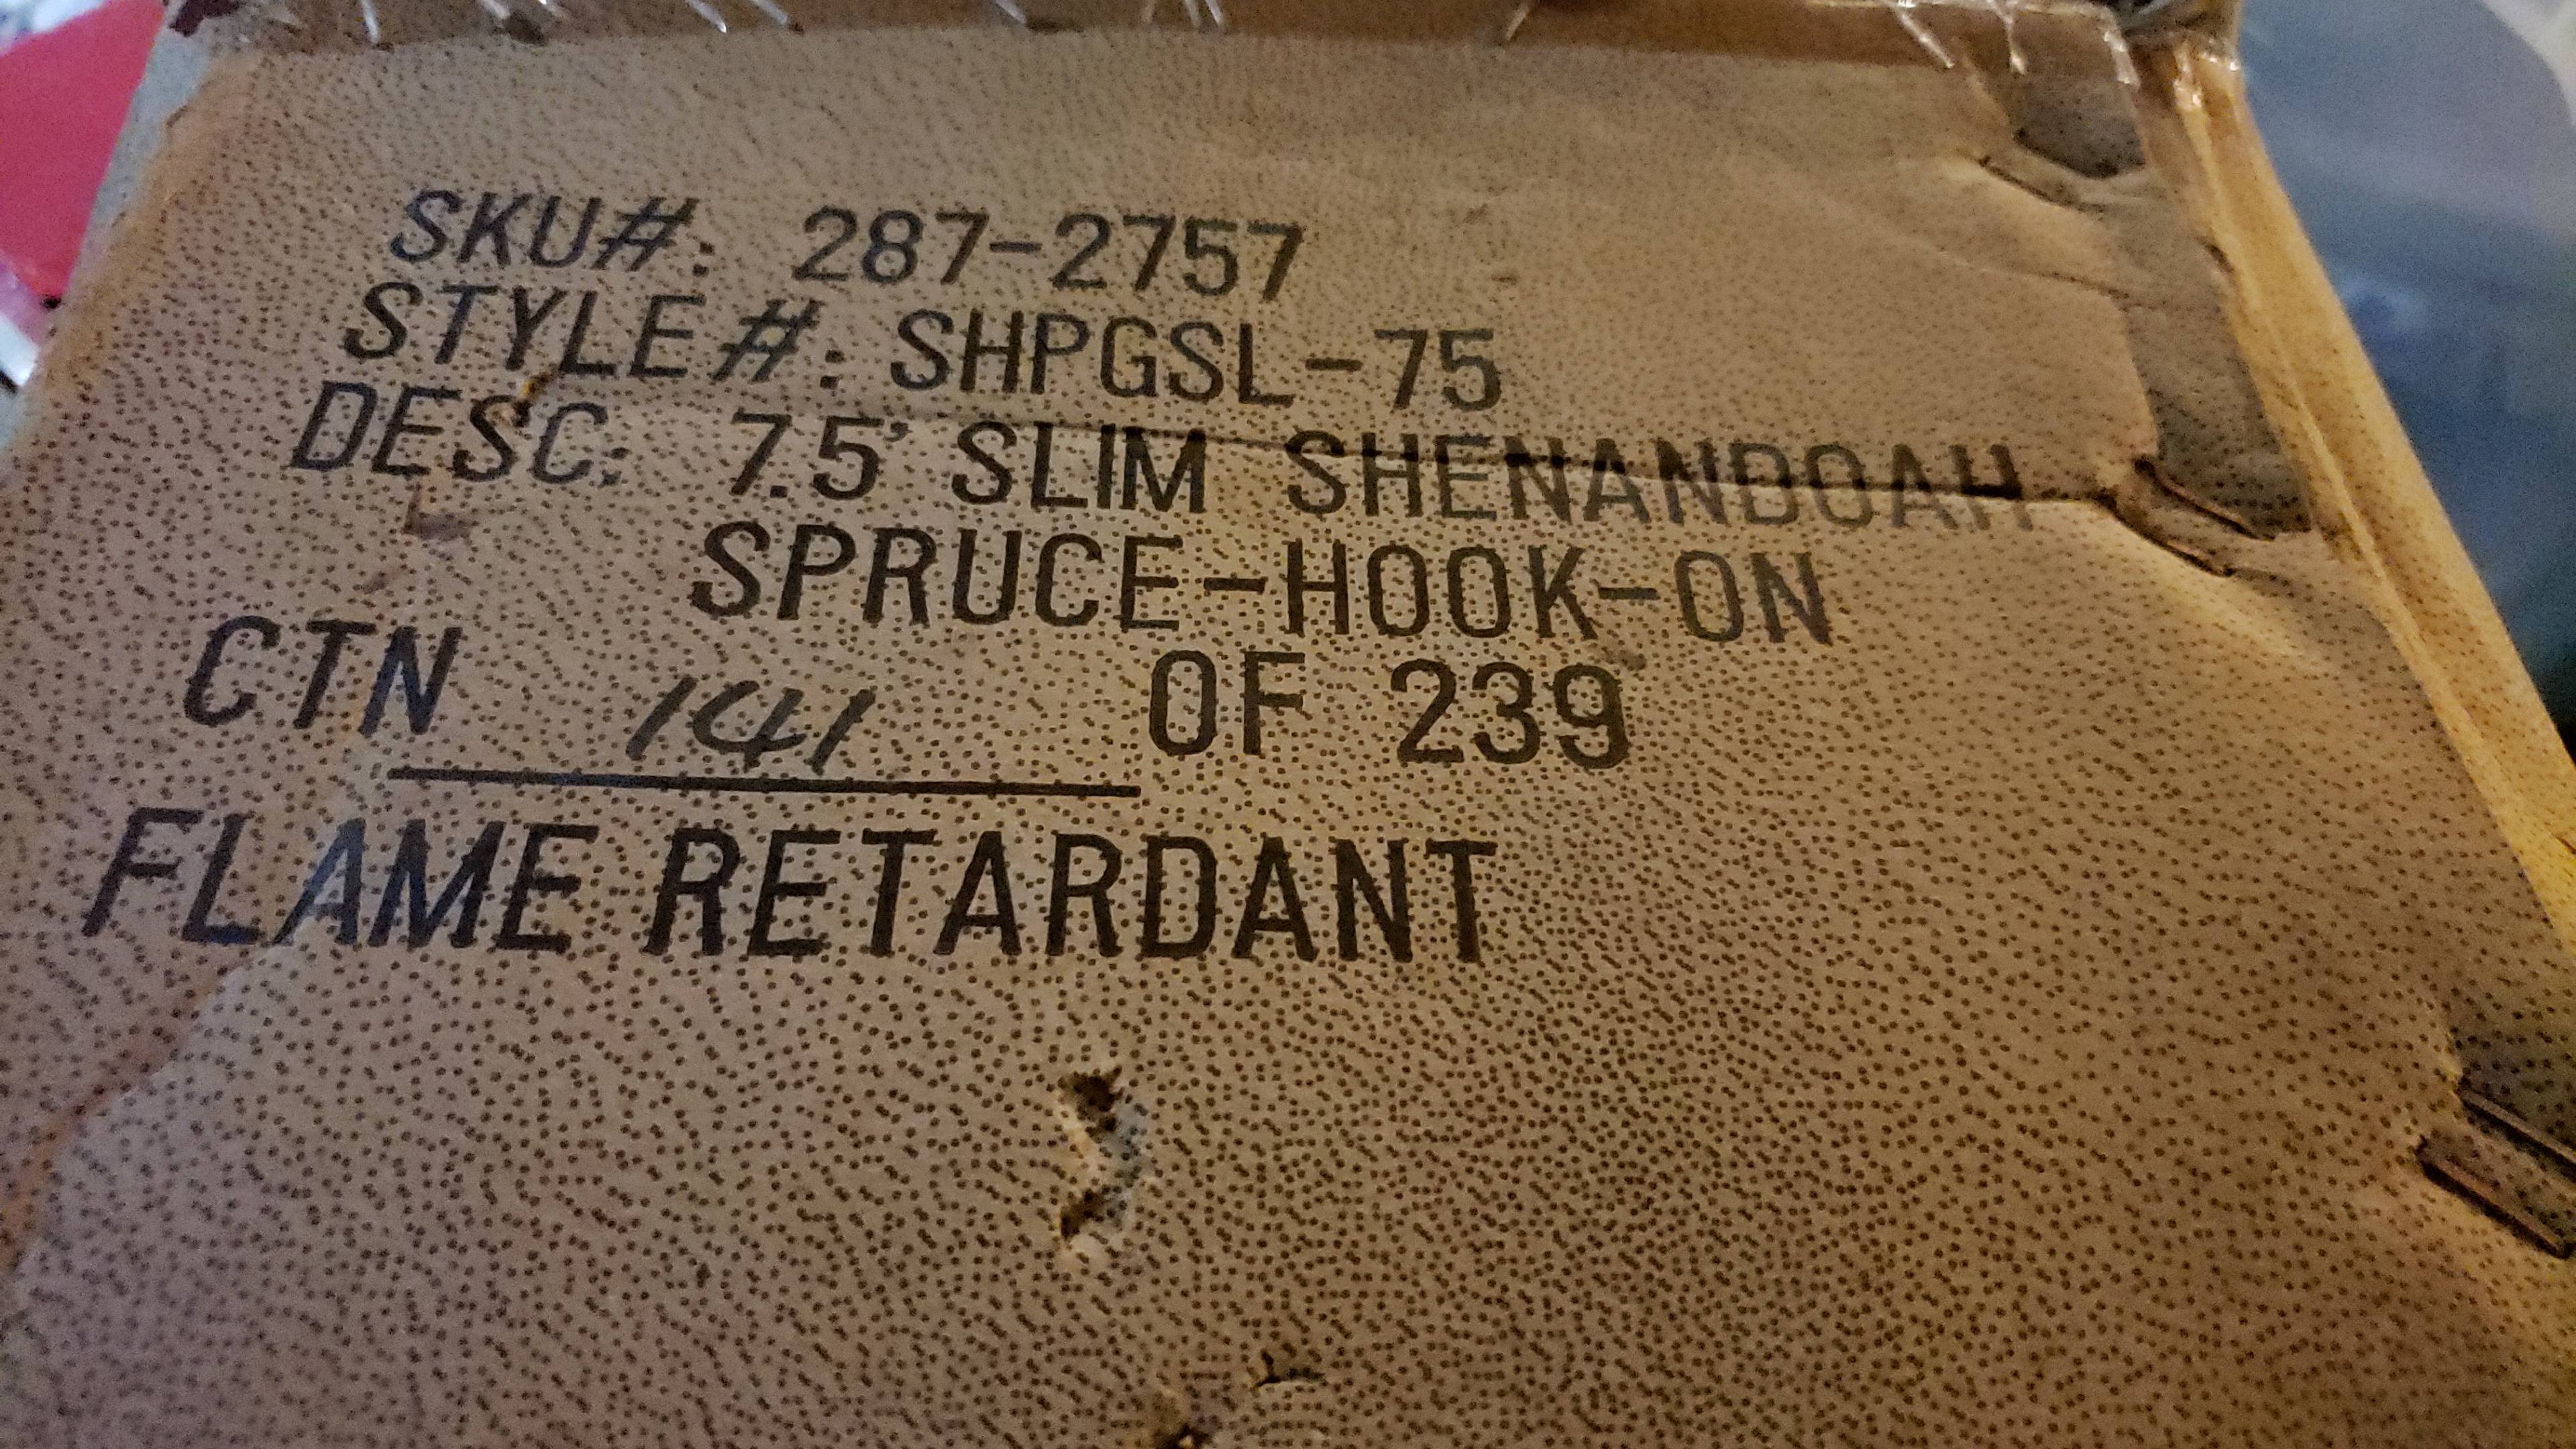 SKU#: 287-2757
STYLE#: SHPGSL-75
DESC: 7.5' SLIM SHENANDOAH
SPRUCE-HOOK-ON
CTN 141 OF 239
FLAME RETARDANT